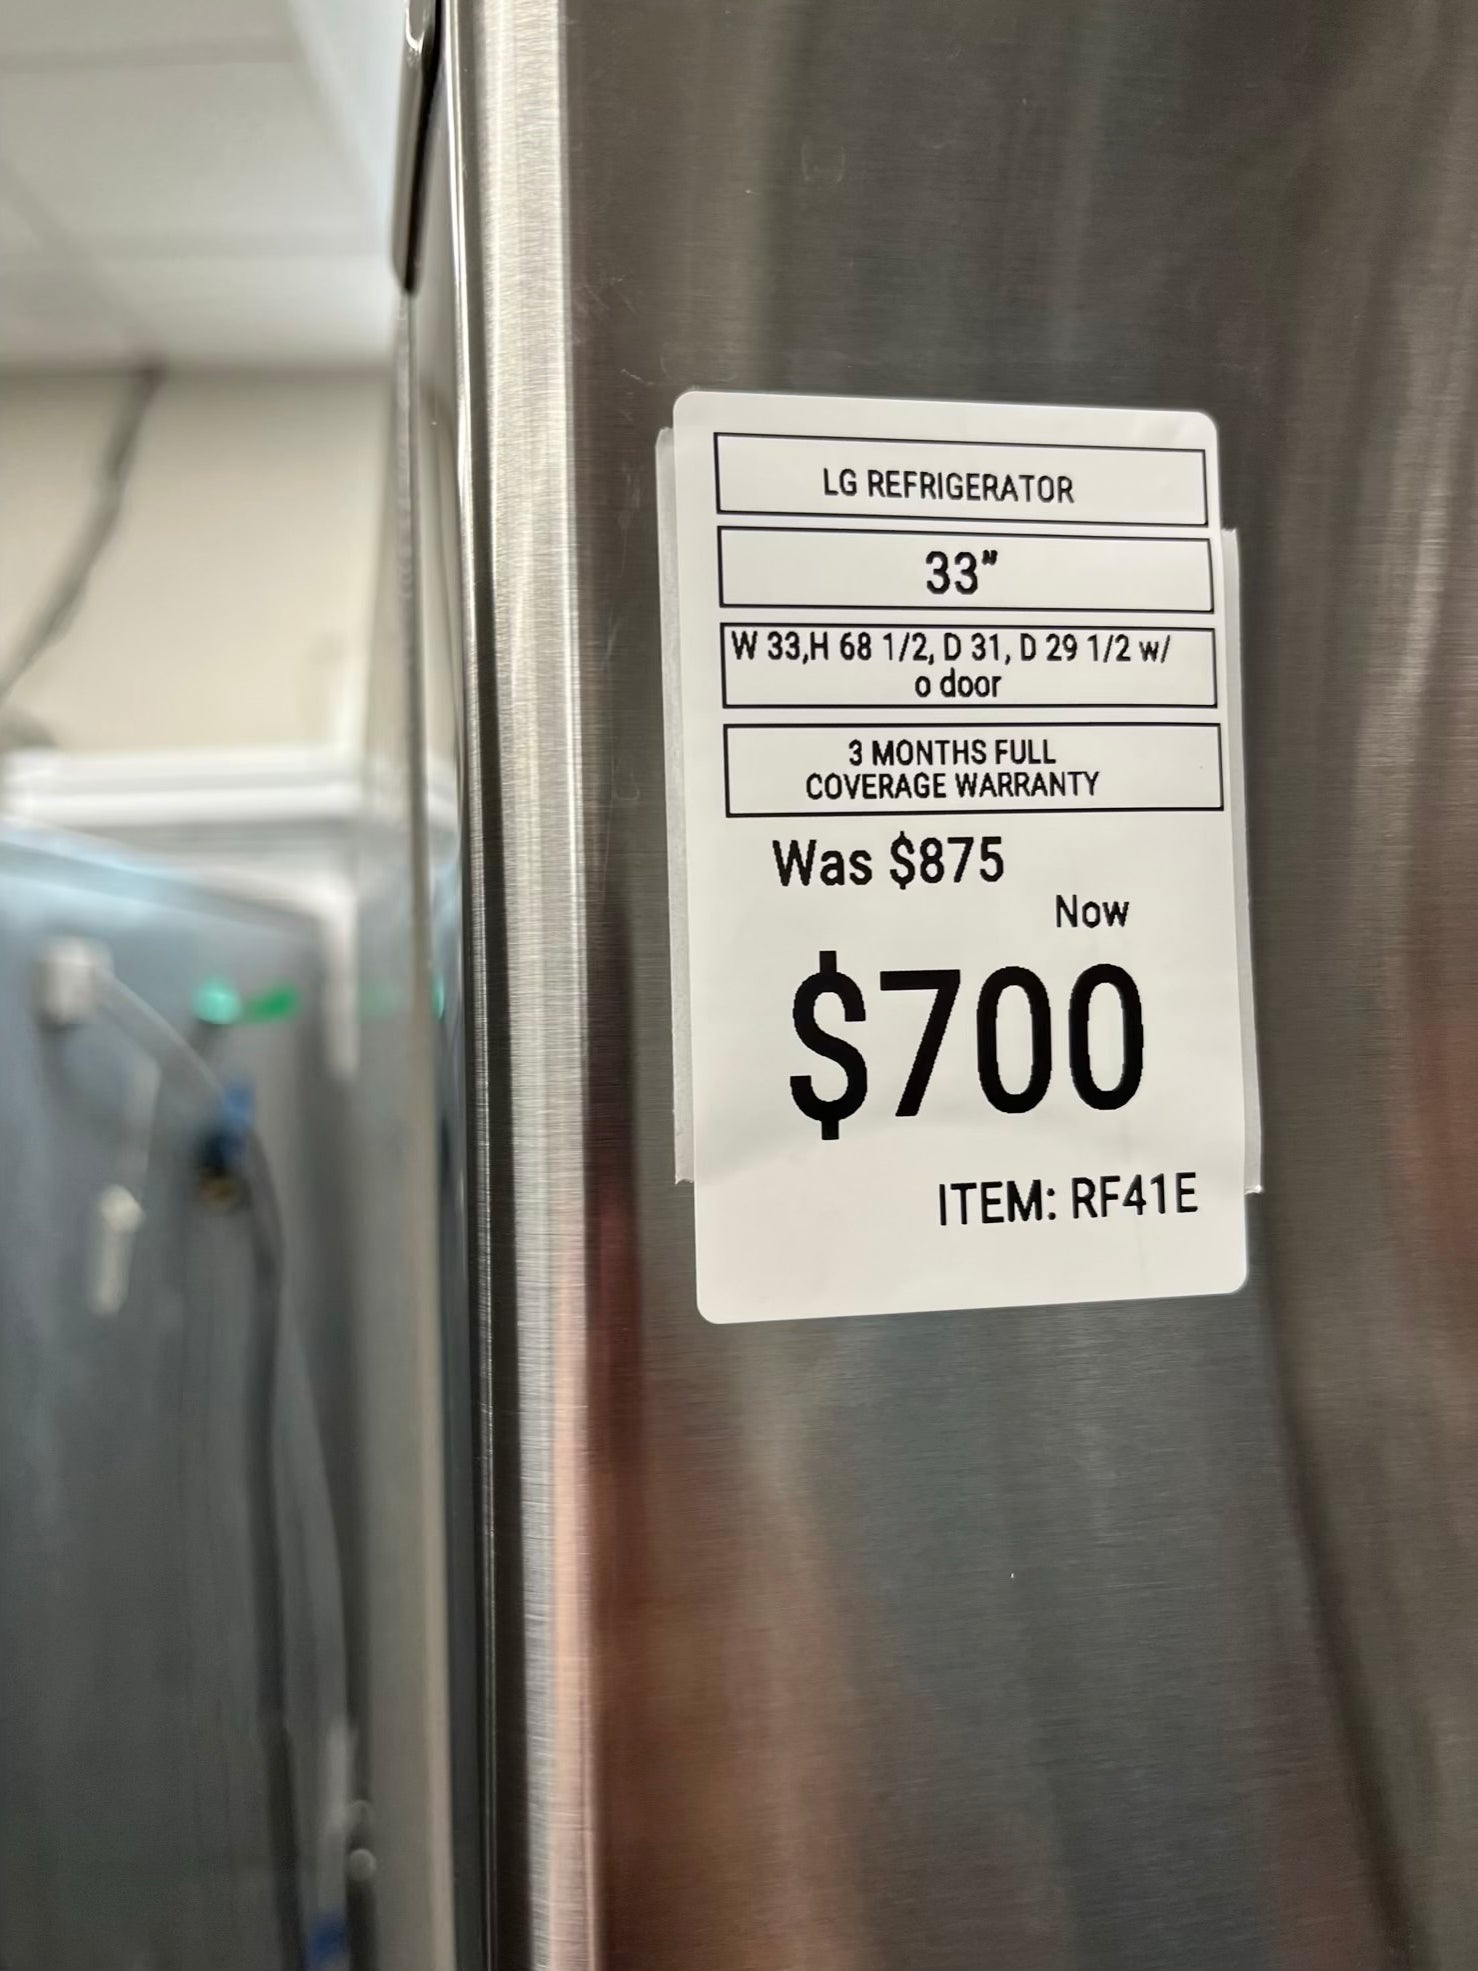 LG REFRIGERATOR
33"
W 33,H 68 1/2, D 31, D 29 1/2 w/
o door
3 MONTHS FULL
COVERAGE WARRANTY
Was $875
Now
$700
ITEM: RF41E